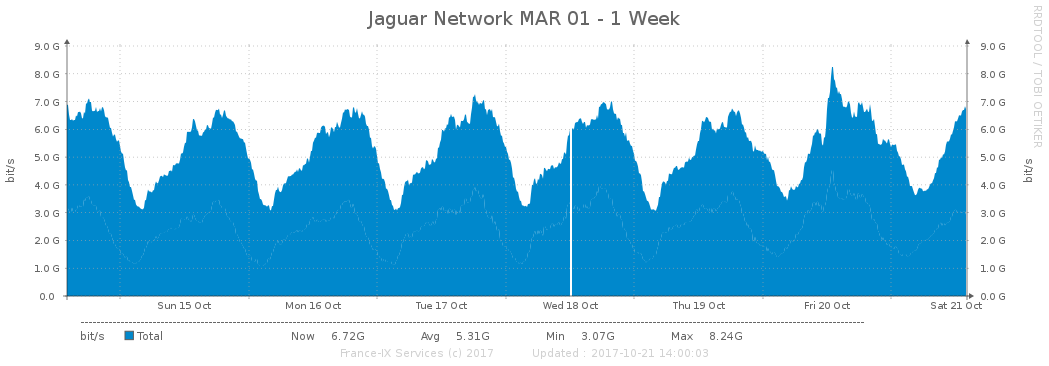 Jaguar Network MAR 01 - 1 Week
RRDTOOL / TOBI OETIKER
bit/s
9.0 G
8.0 G
7.0 G
6.0 G
5.0 G
4.0 G
3.0 G
2.0 G
1.0 G
0.0
9.0 G
8.0 G
7.0 G
6.0 G
5.0 G
4.0 G
3.0 G
2.0 G
1.0 G
0.0 G
bit/s
Sun 15 Oct Mon 16 Oct Tue 17 Oct Wed 18 Oct Thu 19 Oct Fri 20 Oct Sat 21 Oct
bit/s Total Now 6.72G Avg 5.31G Min 3.07G Max 8.24G
France-IX Services (c) 2017 Updated : 2017-10-21 14:00:03